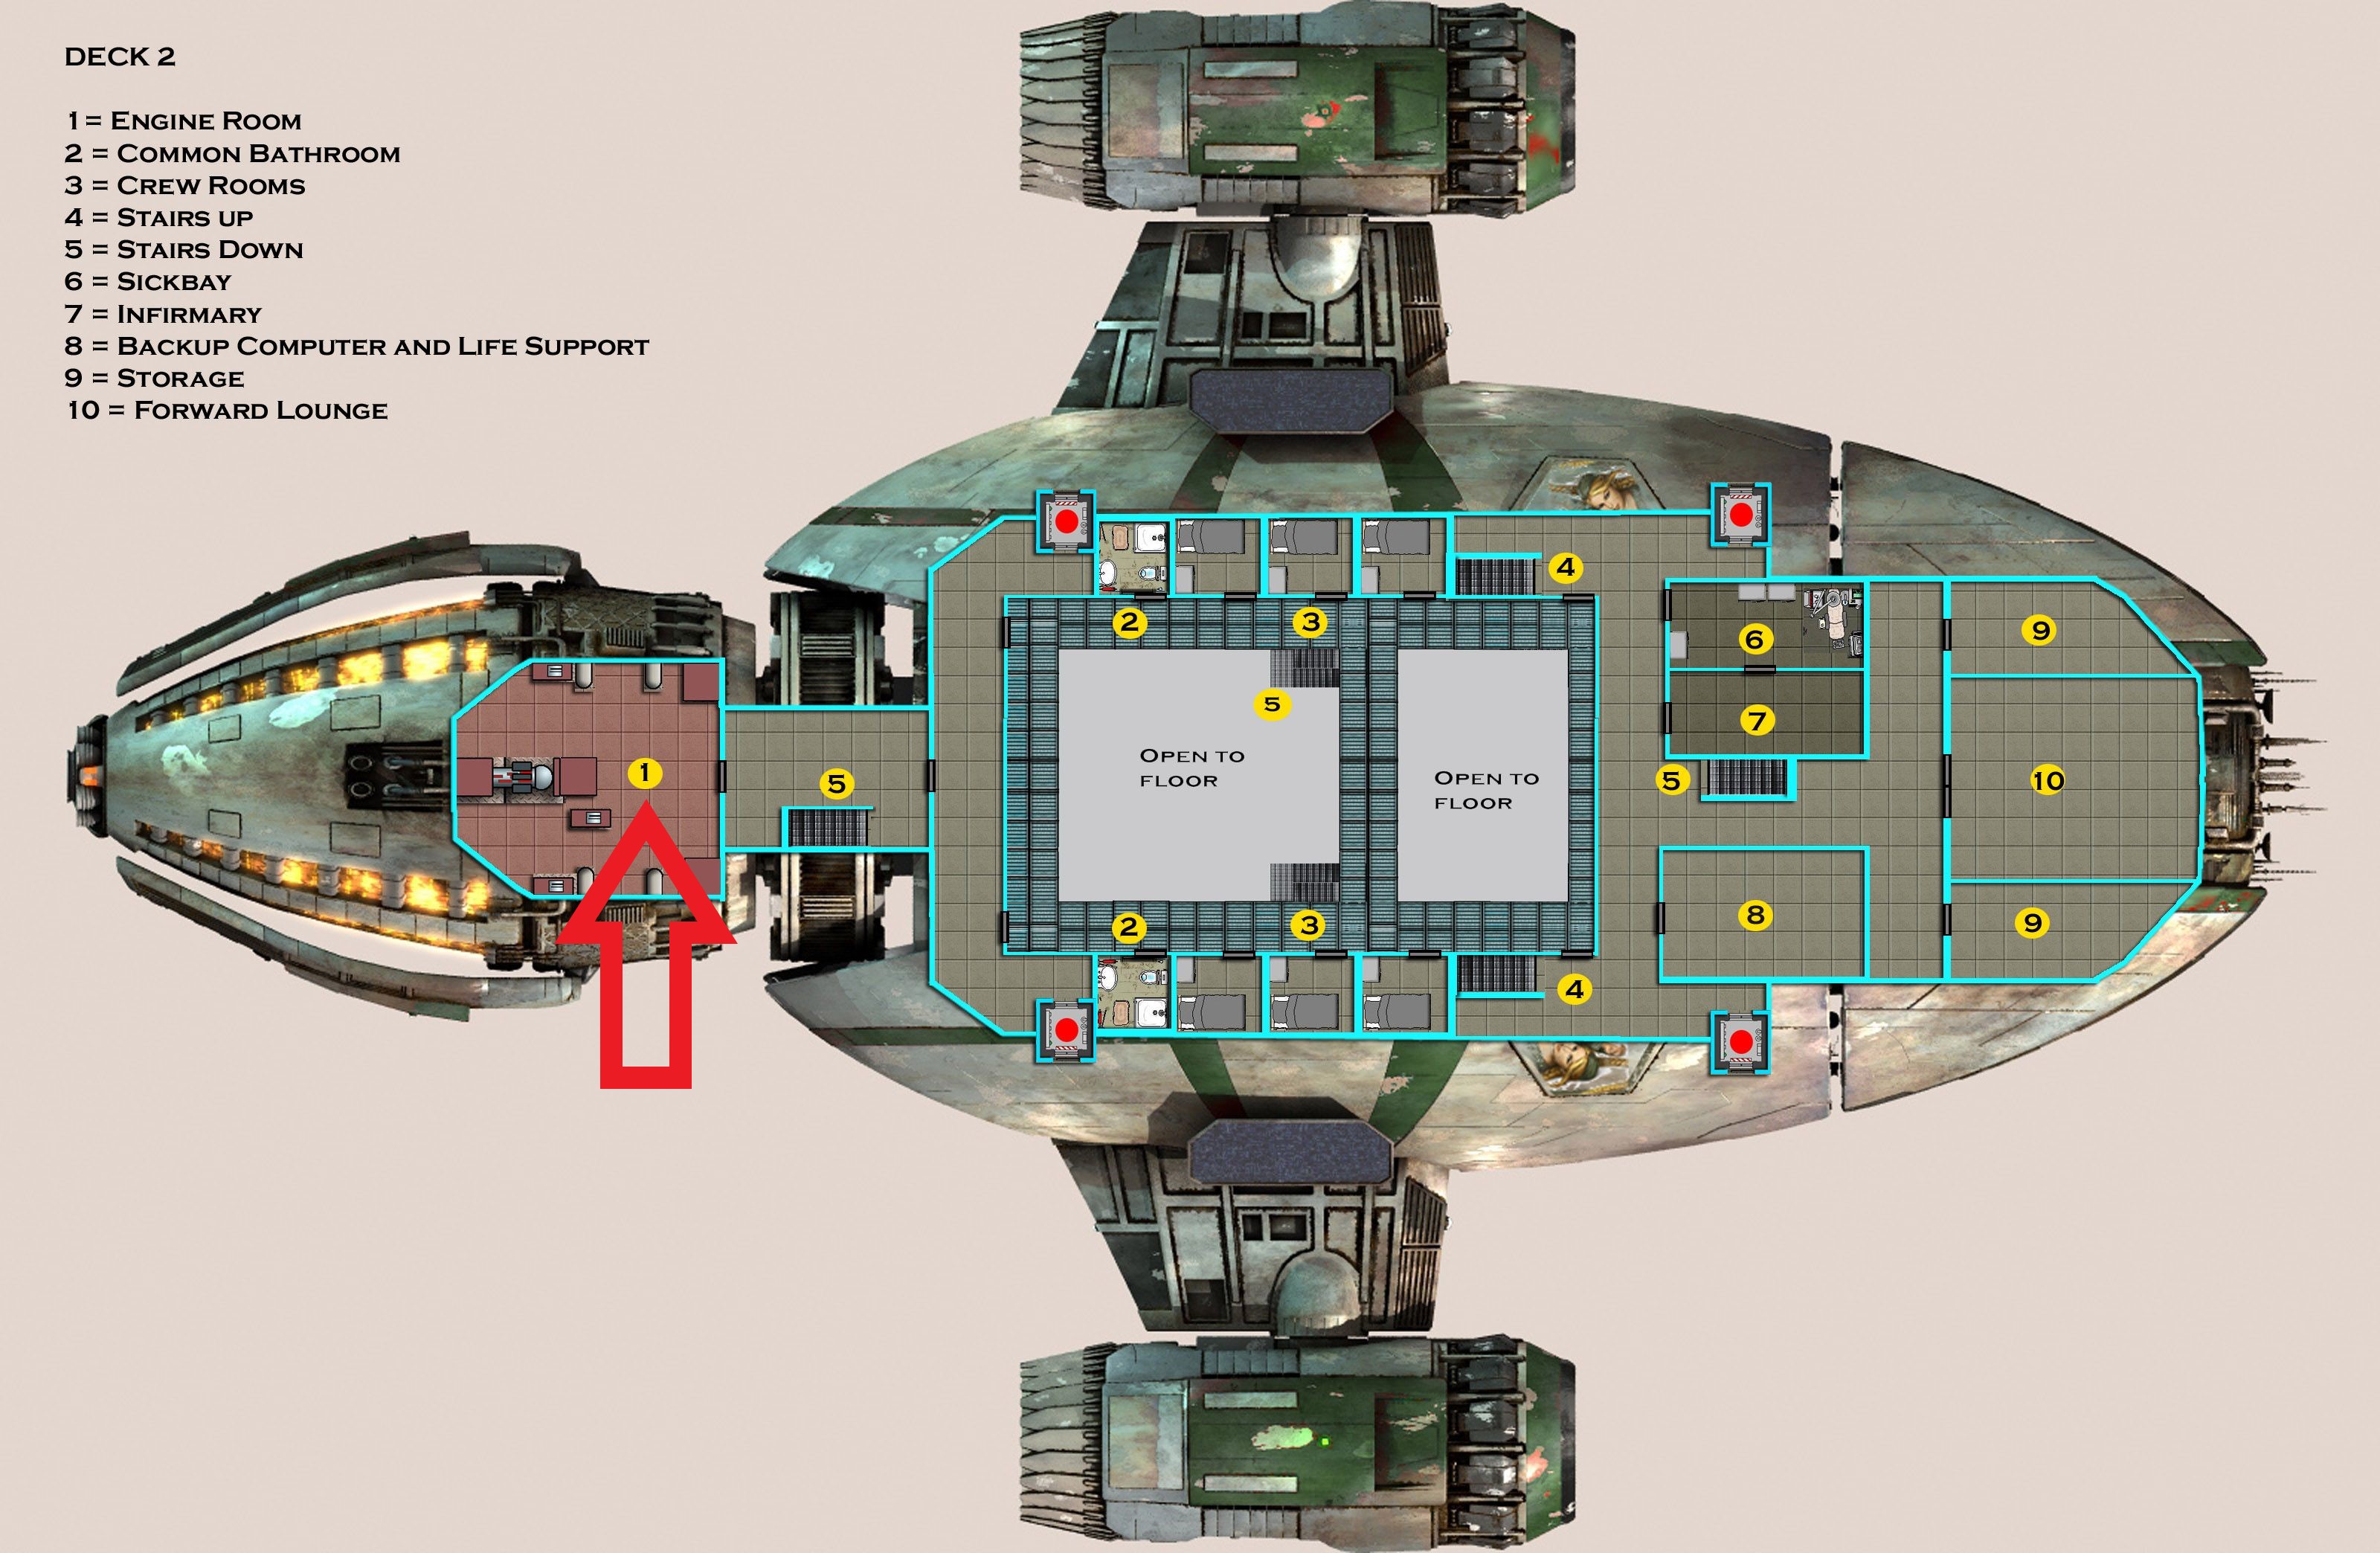 DECK 2
1= ENGINE ROOM
2 = COMMON BATHROOM
3 = CREW ROOMS
4 = STAIRS UP
5 = STAIRS DOWN
6 = SICKBAY
7 = INFIRMARY
8 = BACKUP COMPUTER AND LIFE SUPPORT
9 = STORAGE
10 = FORWARD LOUNGE
4
2
3
6
9
5
7
OPEN TO
FLOOR
1
5
OPEN TO
FLOOR
5
10
2
3
8
9
4